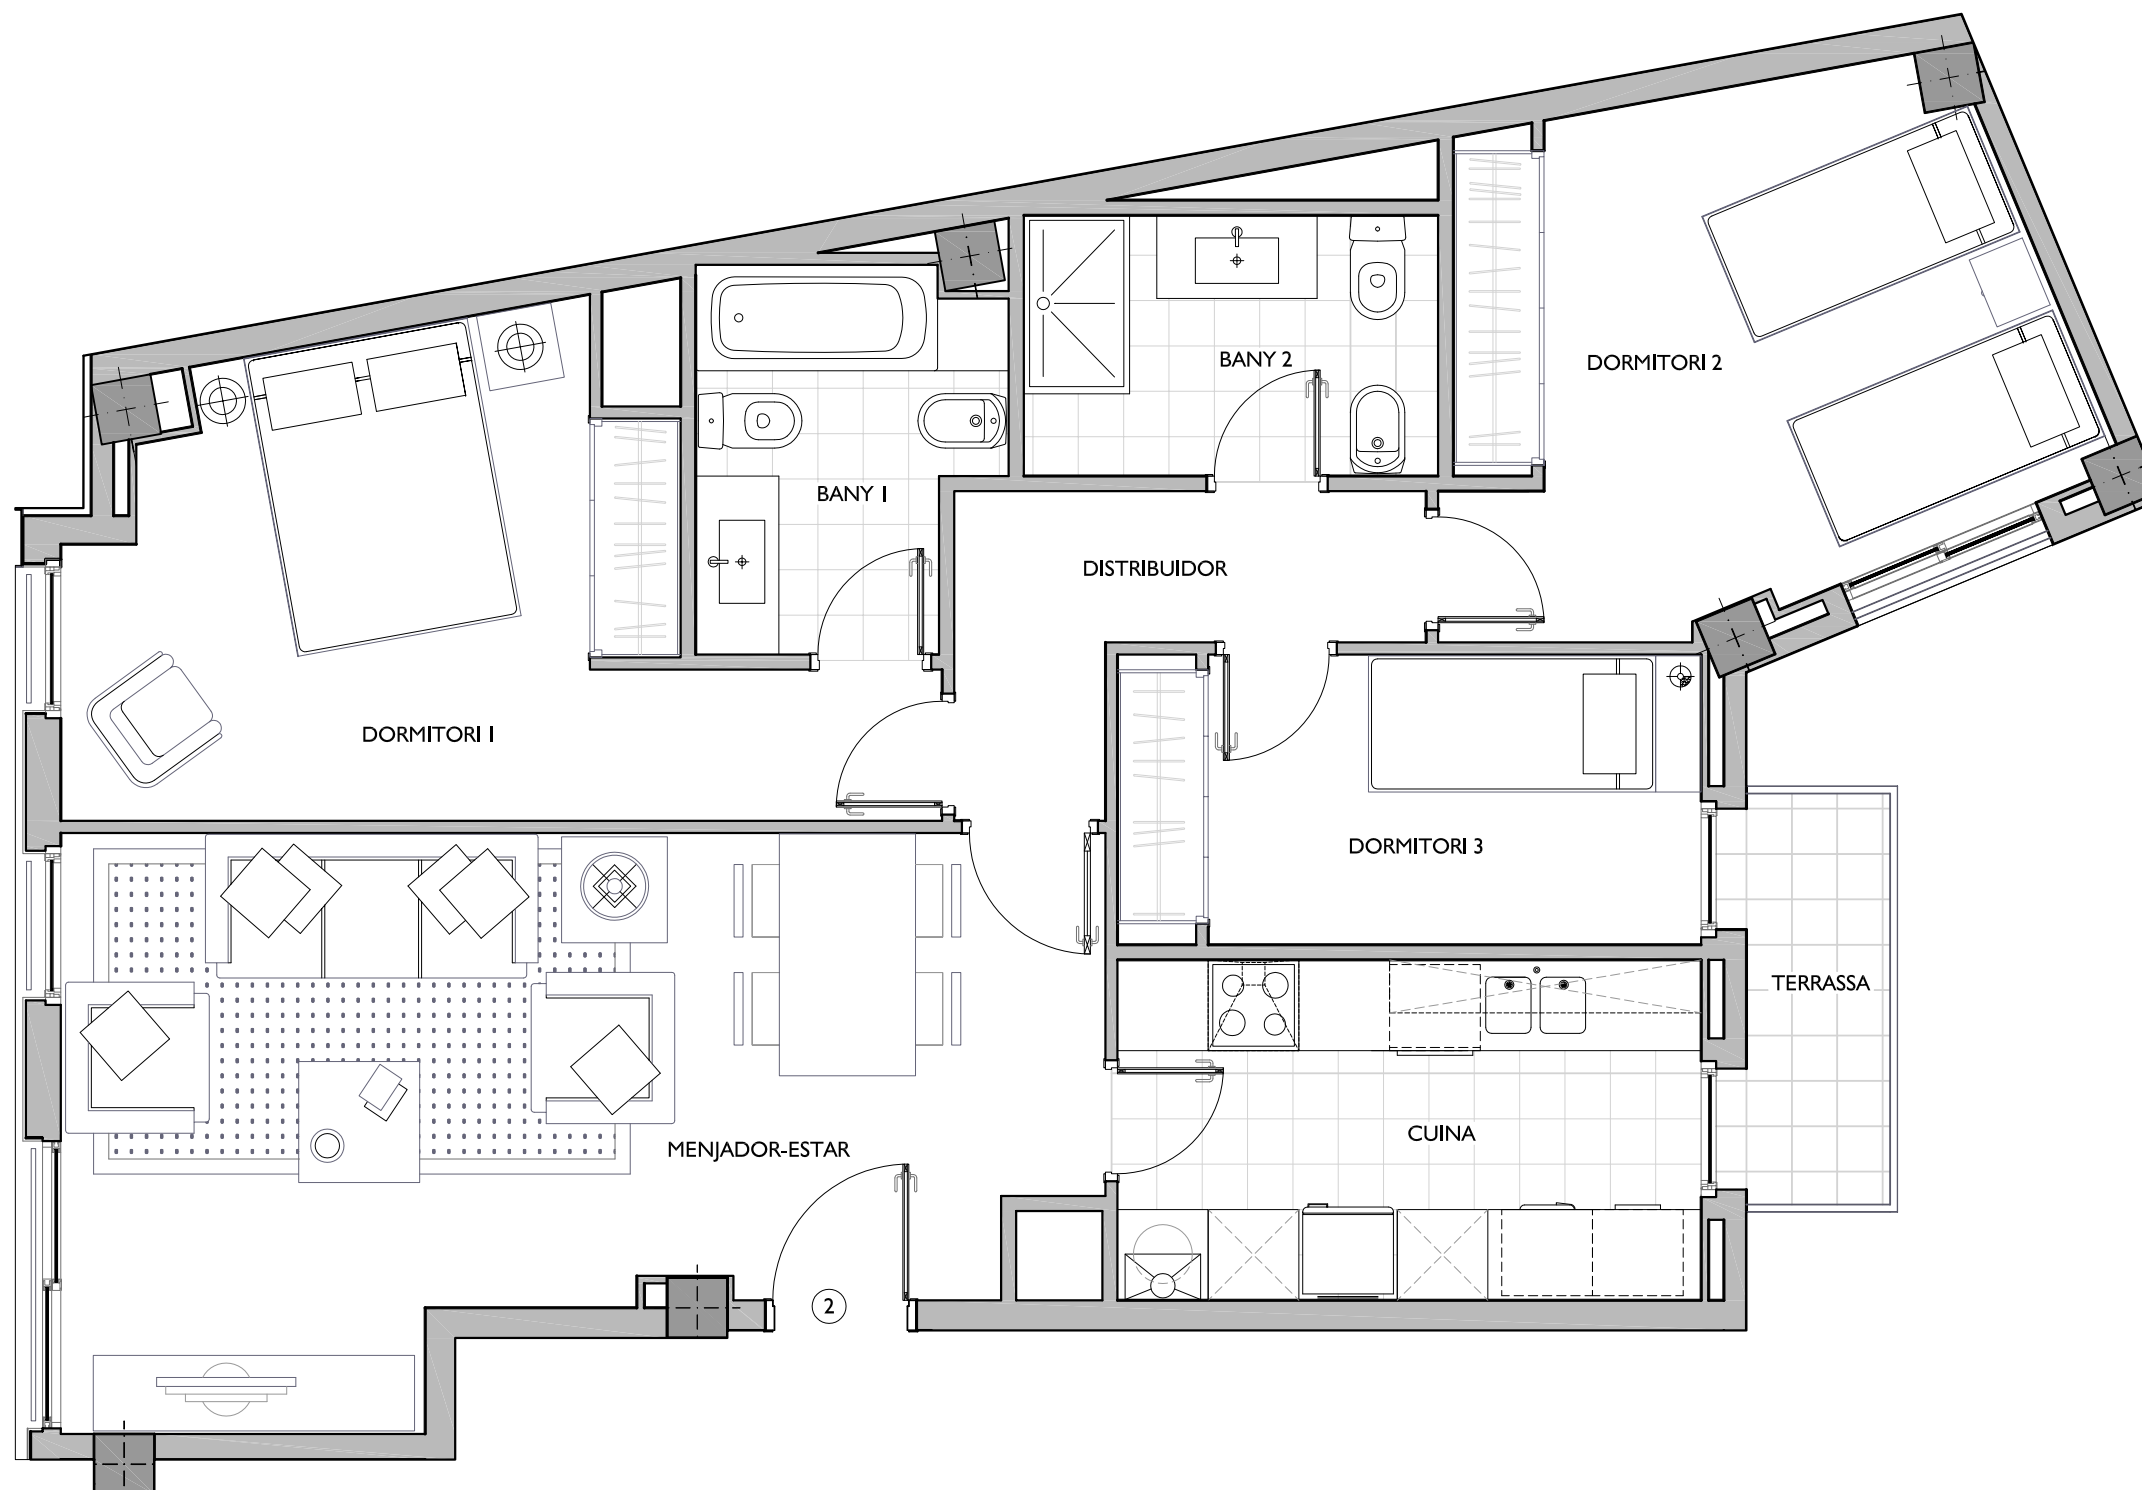 BANY 2
DORMITORI 2
BANY 1
DISTRIBUIDOR
DORMITORI 1
DORMITORI 3
TERRASSA
CUINA
MENJADOR-ESTAR
2